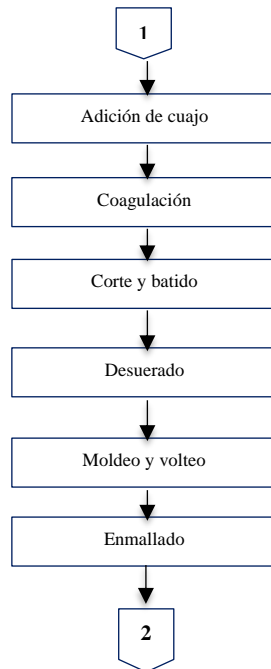 1
Adición de cuajo
Coagulación
Corte y batido
Desuerado
Moldeo y volteo
Enmallado
2